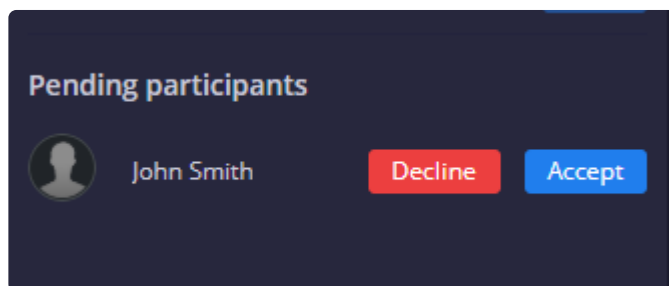 Pending participants
John Smith
Decline
Accept